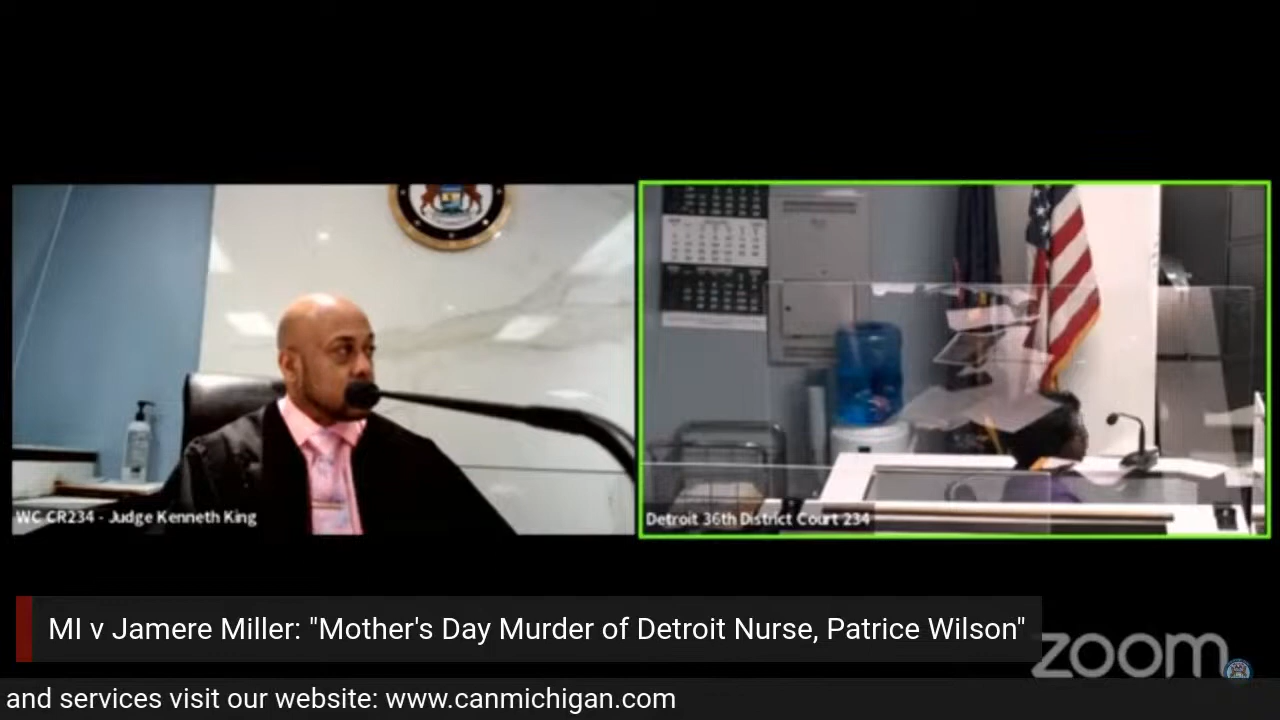 WC CR234 - Judge Kenneth King
Detroit 36th District Court 234
MI v Jamere Miller: "Mother's Day Murder of Detroit Nurse, Patrice Wilson"
zoom
and services visit our website: www.canmichigan.com